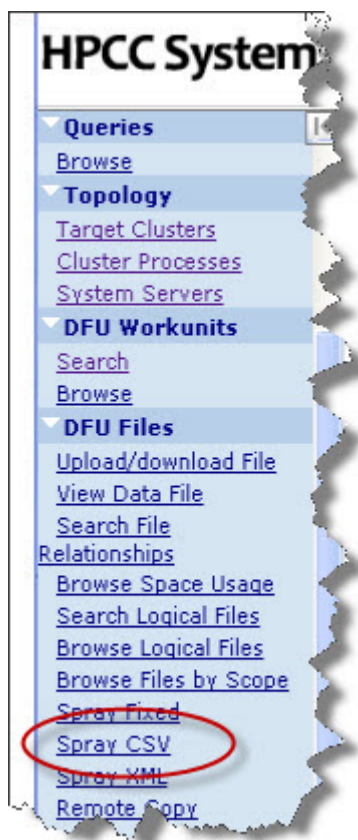 HPCC System
Queries
Browse
Topology
Target Clusters
Cluster Processes
System Servers
DFU Workunits
Search
Browse
DFU Files
Upload/download File
View Data File
Search File
Relationships
Browse Space Usage
Search Logical Files
Browse Logical Files
Browse Files by Scope
Spray Fixed
Spray CSV
Spray XML
Remote Copy